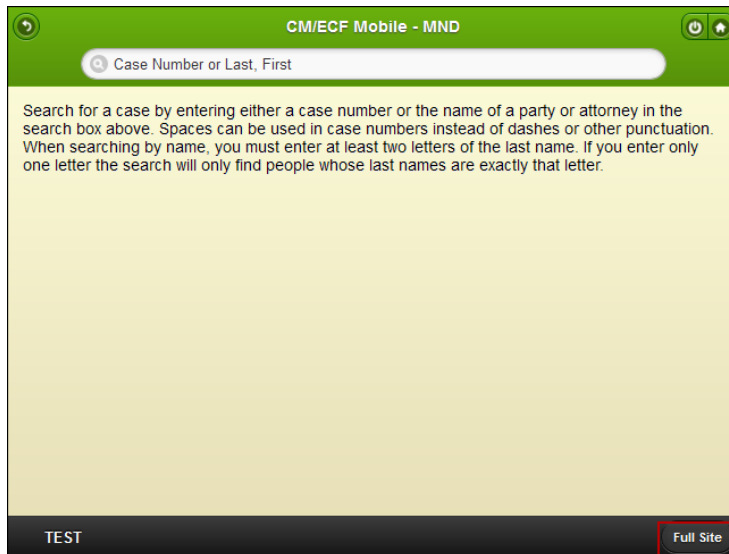 CM/ECF Mobile - MND
Case Number or Last, First
Search for a case by entering either a case number or the name of a party or attorney in the
search box above. Spaces can be used in case numbers instead of dashes or other punctuation.
When searching by name, you must enter at least two letters of the last name. If you enter only
one letter the search will only find people whose last names are exactly that letter.
TEST
Full Site